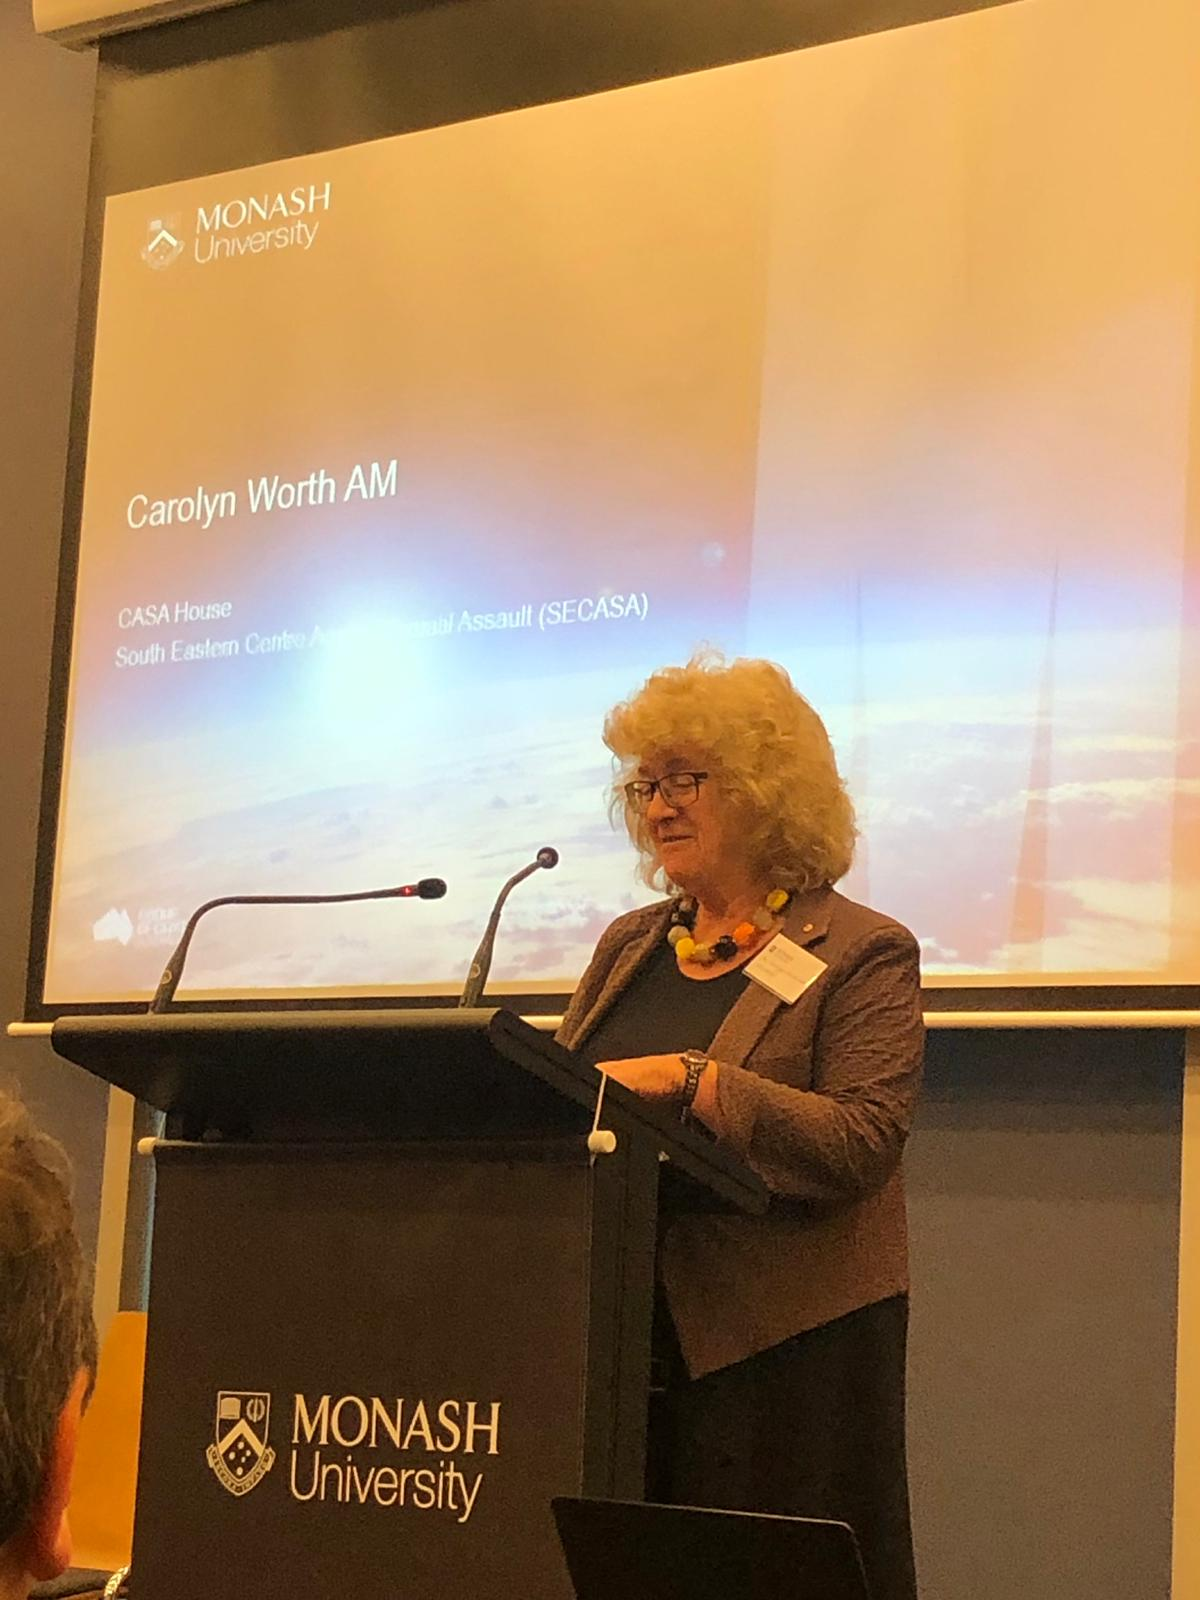 MONASH
University
Carolyn Worth AM
CASA House
South Eastern Centre Assault (SECASA)
MONASH
University